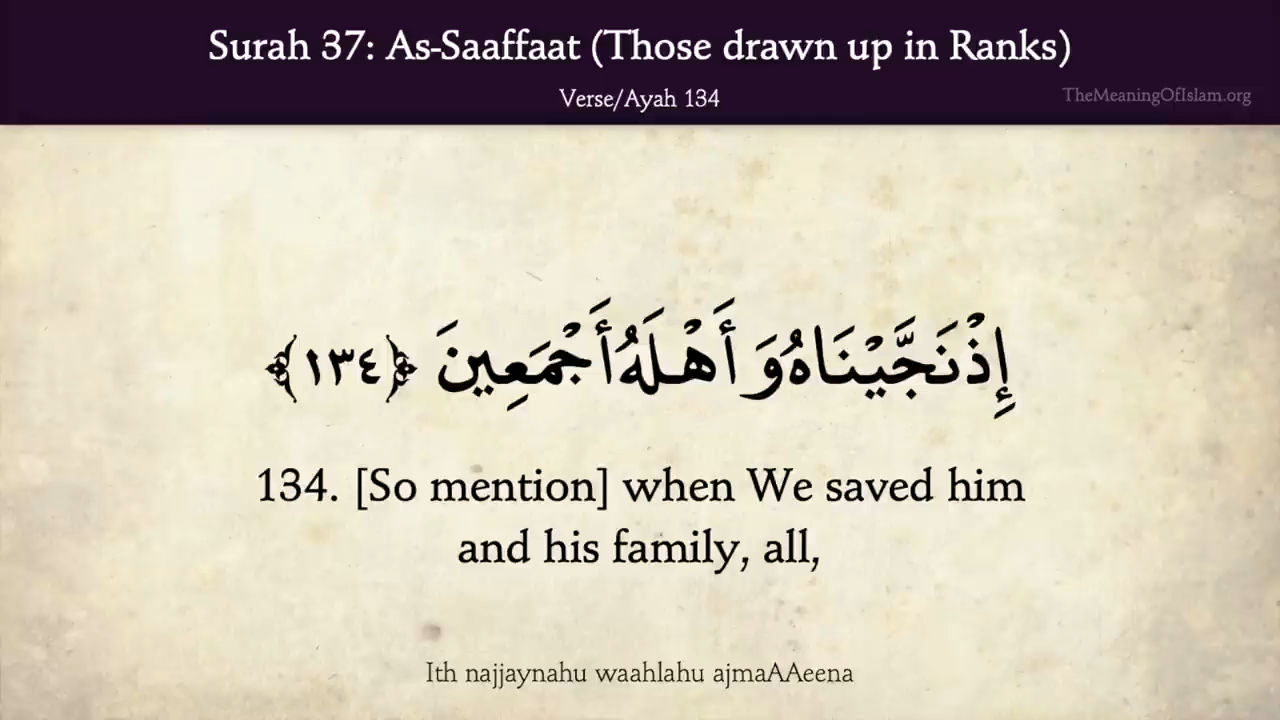 Surah 37: As-Saaffaat (Those drawn up in Ranks)
Verse/Ayah 134
TheMeaningOfIslam.org
إِذْ نَجَّيْنَاهُ وَ أَهْلَهُ أَجْمَعِينَ ﴿١٣٤﴾
134. [So mention] when We saved him
and his family, all,
Ith najjaynahu waahlahu ajmaAAeena